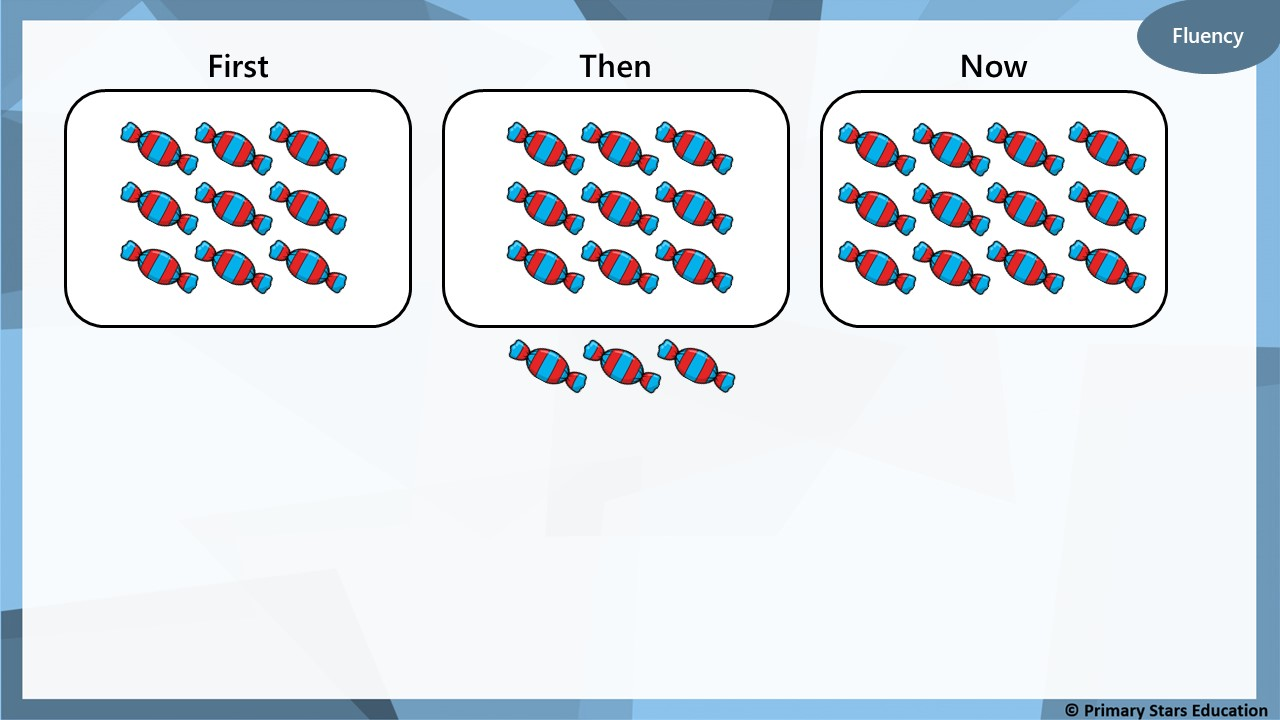 Fluency
First
Then
Now
© Primary Stars Education